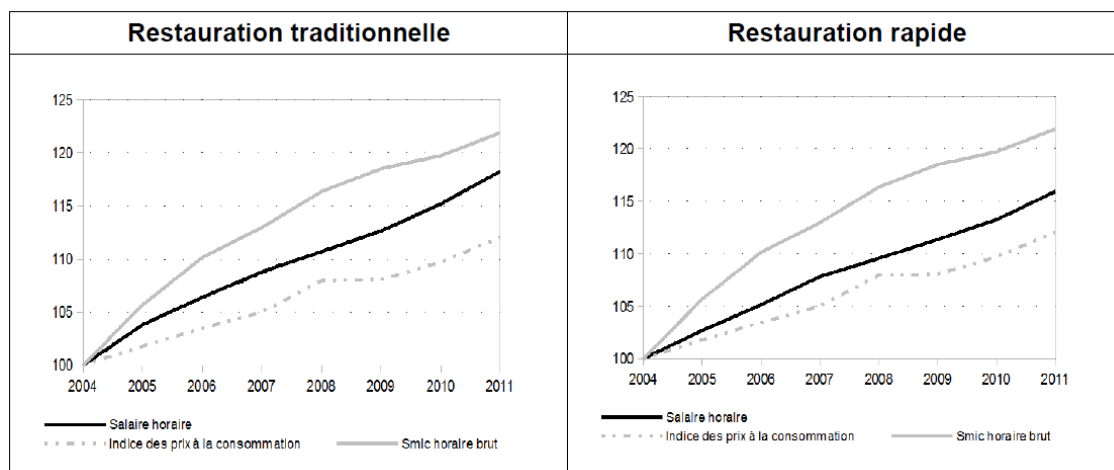 Restauration traditionnelle
125
120
115
110
105
100
2004 2005 2006 2007 2008 2009 2010 2011
Salaire horaire
Indice des prix à la consommation Smic horaire brut
Restauration rapide
125
120
115
110
105
100
2004 2005 2006 2007 2008 2009 2010 2011
Salaire horaire
Indice des prix à la consommation Smic horaire brut